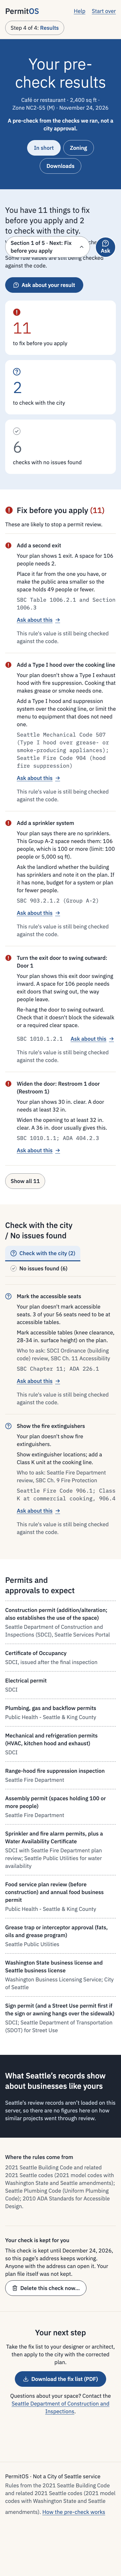 PermitOS
Help
Start over
Step 4 of 4: Results
Your pre-
check results
Café or restaurant · 2,400 sq ft ·
Zone NC2-55 (M) · November 24, 2026
A pre-check from the checks we ran, not a
city approval.
In short
Zoning
Downloads
You have 11 things to fix
before you apply and 2
to check with the city.
Section 1 of 5 · Next: Fix
before you apply
Ask
Some rules' values are still being checked
against the code.
Ask about your result
11
to fix before you apply
2
to check with the city
6
checks with no issues found
Fix before you apply (11)
These are likely to stop a permit review.
Add a second exit
Your plan shows 1 exit. A space for 106
people needs 2.
Place it far from the one you have, or
make the public area smaller so the
space holds 49 people or fewer.
SBC Table 1006.2.1 and Section
1006.3
Ask about this →
This rule's value is still being checked
against the code.
Add a Type I hood over the cooking line
Your plan doesn't show a Type I exhaust
hood with fire suppression. Cooking that
makes grease or smoke needs one.
Add a Type I hood and suppression
system over the cooking line, or limit the
menu to equipment that does not need
one.
Seattle Mechanical Code 507
(Type I hood over grease- or
smoke-producing appliances);
Seattle Fire Code 904 (hood
fire suppression)
Ask about this →
This rule's value is still being checked
against the code.
Add a sprinkler system
Your plan says there are no sprinklers.
This Group A-2 space needs them: 106
people, which is 100 or more (limit: 100
people or 5,000 sq ft).
Ask the landlord whether the building
has sprinklers and note it on the plan. If
it has none, budget for a system or plan
for fewer people.
SBC 903.2.1.2 (Group A-2)
Ask about this →
This rule's value is still being checked
against the code.
Turn the exit door to swing outward:
Door 1
Your plan shows this exit door swinging
inward. A space for 106 people needs
exit doors that swing out, the way
people leave.
Re-hang the door to swing outward.
Check that it doesn't block the sidewalk
or a required clear space.
SBC 1010.1.2.1
Ask about this →
This rule's value is still being checked
against the code.
Widen the door: Restroom 1 door
(Restroom 1)
Your plan shows 30 in. clear. A door
needs at least 32 in.
Widen the opening to at least 32 in.
clear. A 36 in. door usually gives this.
SBC 1010.1.1; ADA 404.2.3
Ask about this →
Show all 11
Check with the city
/ No issues found
Check with the city (2)
No issues found (6)
Mark the accessible seats
Your plan doesn't mark accessible
seats. 3 of your 56 seats need to be at
accessible tables.
Mark accessible tables (knee clearance,
28-34 in. surface height) on the plan.
Who to ask: SDCI Ordinance (building
code) review, SBC Ch. 11 Accessibility
SBC Chapter 11; ADA 226.1
Ask about this →
This rule's value is still being checked
against the code.
Show the fire extinguishers
Your plan doesn't show fire
extinguishers.
Show extinguisher locations; add a
Class K unit at the cooking line.
Who to ask: Seattle Fire Department
review, SBC Ch. 9 Fire Protection
Seattle Fire Code 906.1; Class
K at commercial cooking, 906.4
Ask about this →
This rule's value is still being checked
against the code.
Permits and
approvals to expect
Construction permit (addition/alteration;
also establishes the use of the space)
Seattle Department of Construction and
Inspections (SDCI), Seattle Services Portal
Certificate of Occupancy
SDCI, issued after the final inspection
Electrical permit
SDCI
Plumbing, gas and backflow permits
Public Health - Seattle & King County
Mechanical and refrigeration permits
(HVAC, kitchen hood and exhaust)
SDCI
Range-hood fire suppression inspection
Seattle Fire Department
Assembly permit (spaces holding 100 or
more people)
Seattle Fire Department
Sprinkler and fire alarm permits, plus a
Water Availability Certificate
SDCI with Seattle Fire Department plan
review; Seattle Public Utilities for water
availability
Food service plan review (before
construction) and annual food business
permit
Public Health - Seattle & King County
Grease trap or interceptor approval (fats,
oils and grease program)
Seattle Public Utilities
Washington State business license and
Seattle business license
Washington Business Licensing Service; City
of Seattle
Sign permit (and a Street Use permit first if
the sign or awning hangs over the sidewalk)
SDCI; Seattle Department of Transportation
(SDOT) for Street Use
What Seattle's records show
about businesses like yours
Seattle's review records aren't loaded on this
server, so there are no figures here on how
similar projects went through review.
Where the rules come from
2021 Seattle Building Code and related
2021 Seattle codes (2021 model codes with
Washington State and Seattle amendments);
Seattle Plumbing Code (Uniform Plumbing
Code); 2010 ADA Standards for Accessible
Design.
Your check is kept for you
This check is kept until December 24, 2026,
so this page's address keeps working.
Anyone with the address can open it. Your
plan file itself was not kept.
Delete this check now...
Your next step
Take the fix list to your designer or architect,
then apply to the city with the corrected
plan.
Download the fix list (PDF)
Questions about your space? Contact the
Seattle Department of Construction and
Inspections.
PermitOS · Not a City of Seattle service
Rules from the 2021 Seattle Building Code
and related 2021 Seattle codes (2021 model
codes with Washington State and Seattle
amendments). How the pre-check works